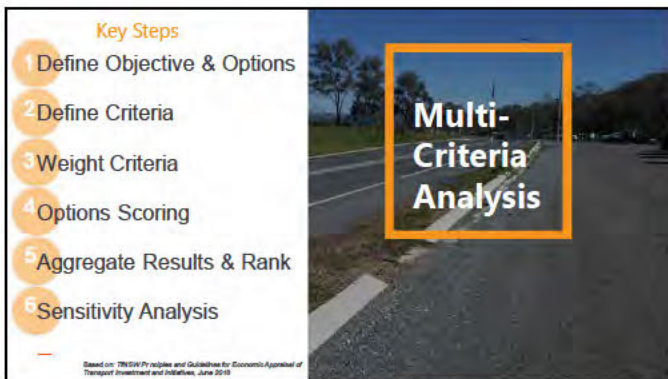 Key Steps
1 Define Objective & Options
2 Define Criteria
3 Weight Criteria
4 Options Scoring
5 Aggregate Results & Rank
6 Sensitivity Analysis
Based on: TfNSW Principles and Guidelines for Economic Appraisal of
Transport Investment and Initiatives, June 2018
Multi-
Criteria
Analysis